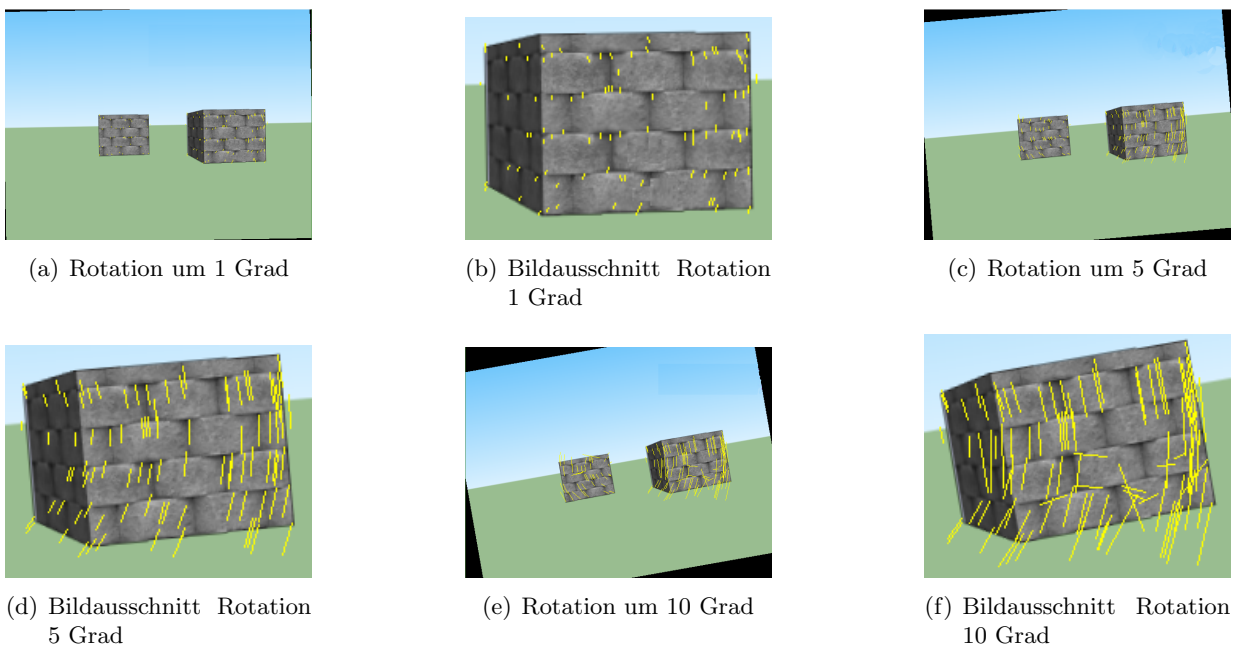 (a) Rotation um 1 Grad
(b) Bildausschnitt Rotation
1 Grad
(c) Rotation um 5 Grad
(d) Bildausschnitt Rotation
5 Grad
(e) Rotation um 10 Grad
(f) Bildausschnitt Rotation
10 Grad